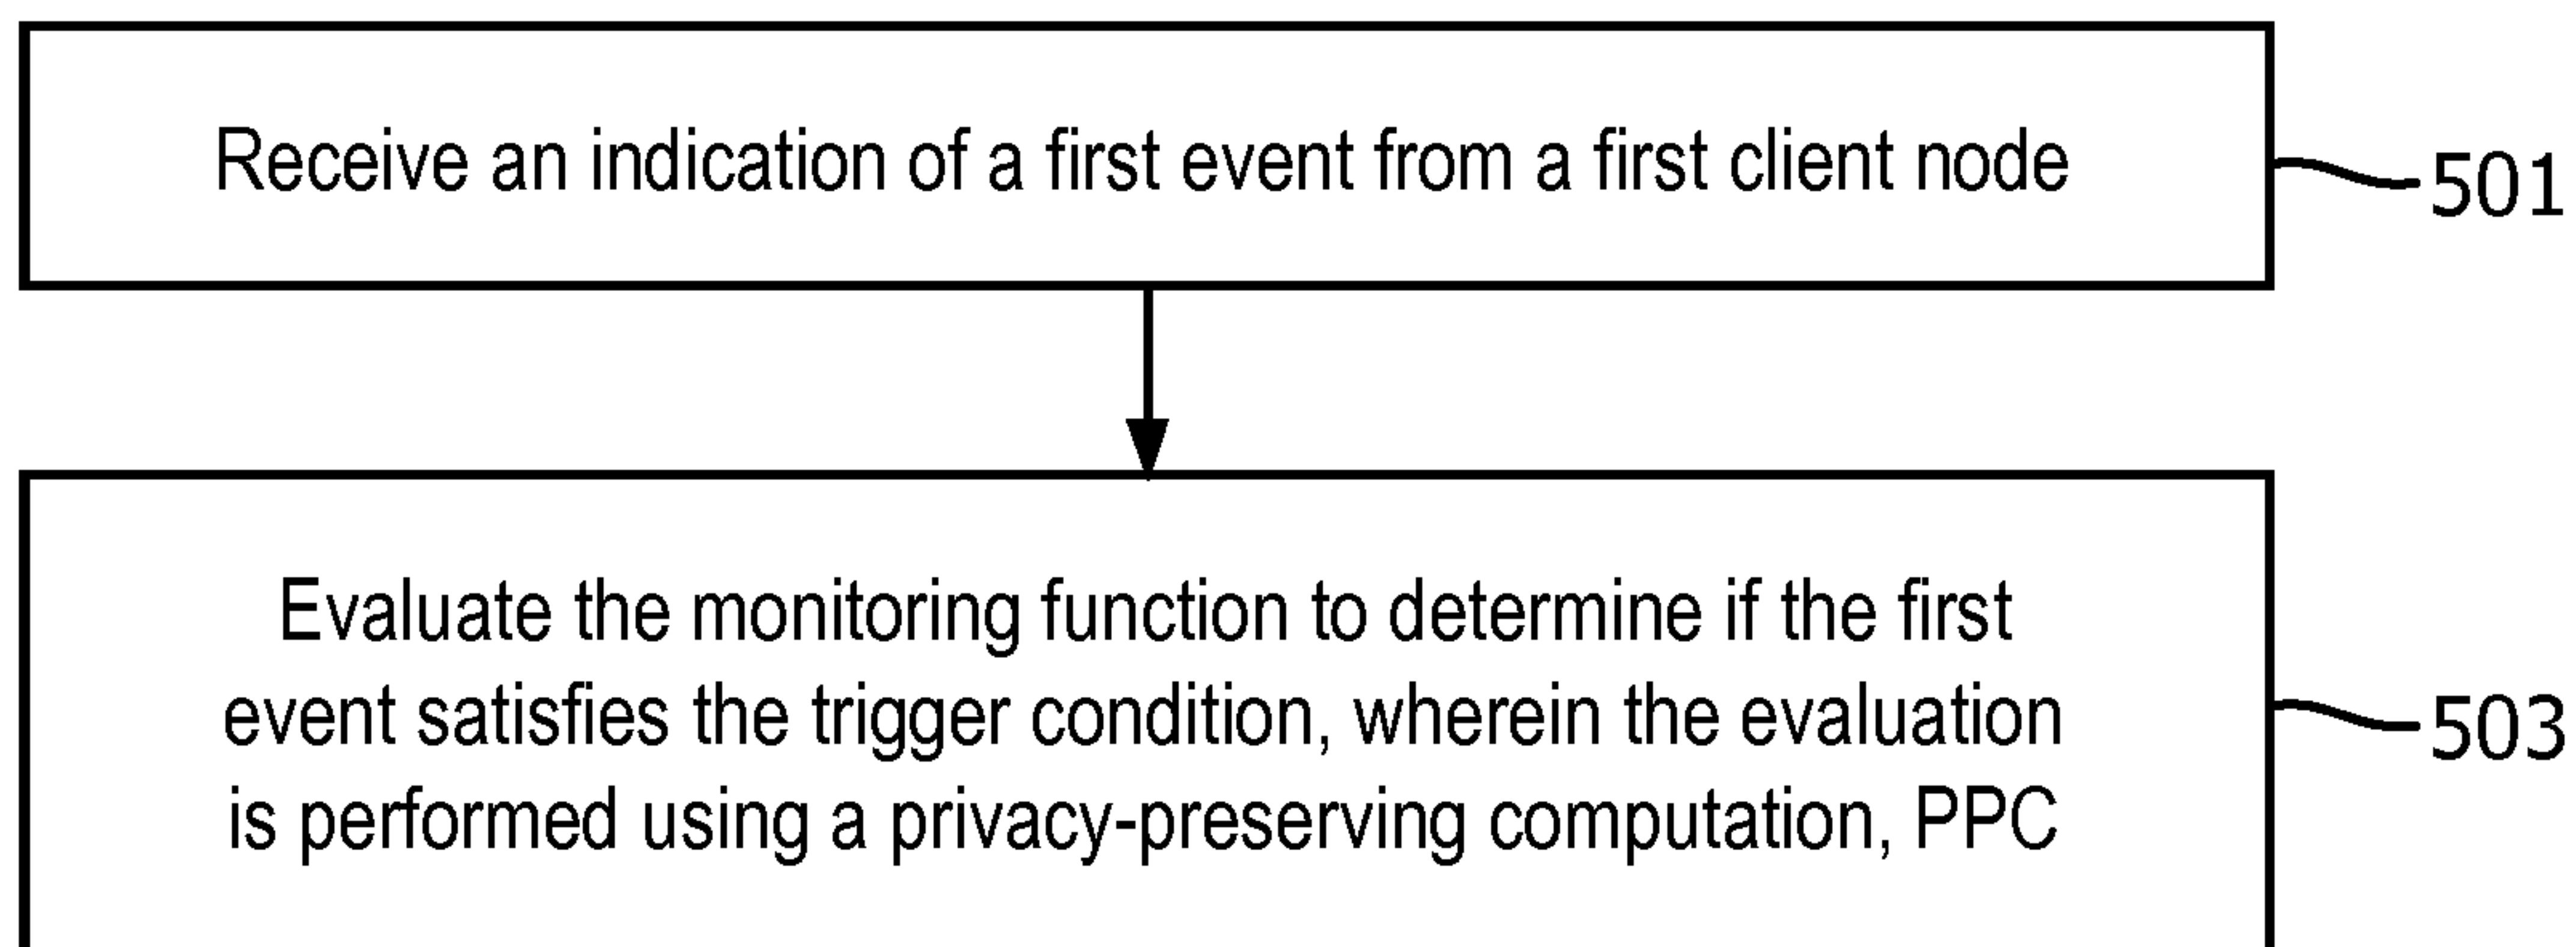 Receive an indication of a first event from a first client node
501
Evaluate the monitoring function to determine if the first
event satisfies the trigger condition, wherein the evaluation
is performed using a privacy-preserving computation, PPC
503